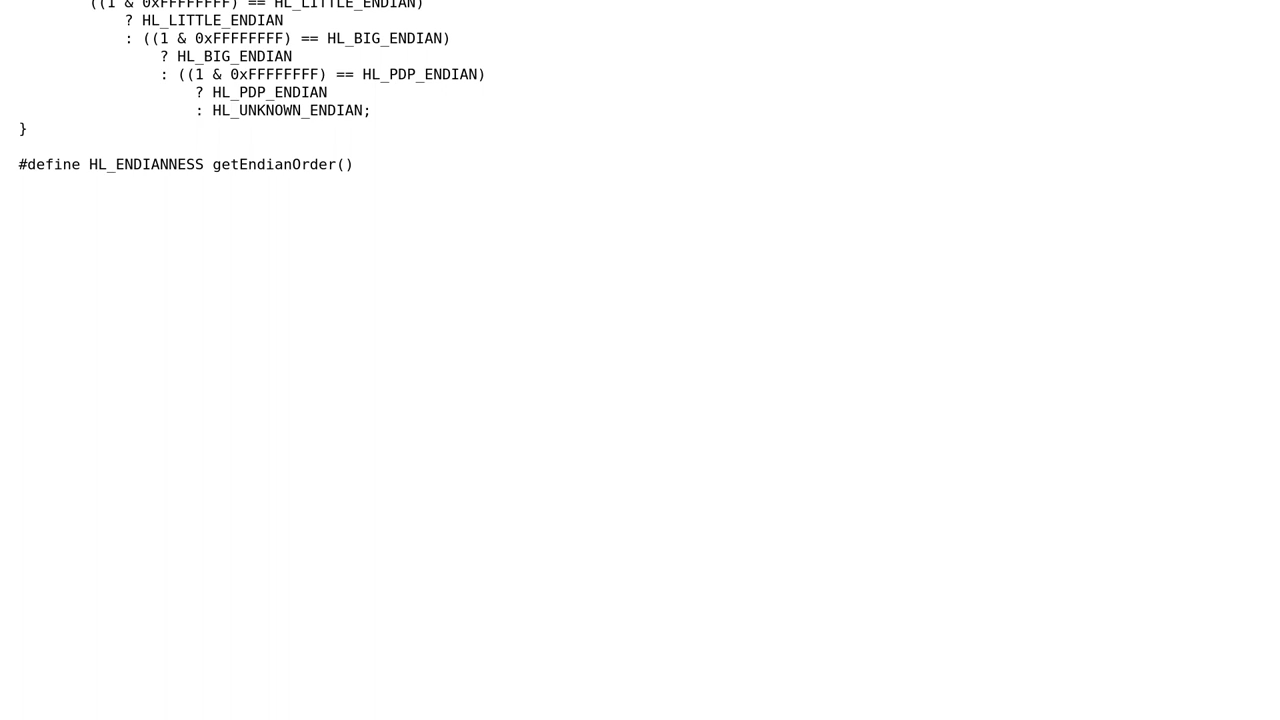 ((1 & 0xFFFFFFFF) == HL_LITTLE_ENDIAN)
? HL_LITTLE_ENDIAN
: ((1 & 0xFFFFFFFF) == HL_BIG_ENDIAN)
? HL_BIG_ENDIAN
: ((1 & 0xFFFFFFFF) == HL_PDP_ENDIAN)
? HL_PDP_ENDIAN
: HL_UNKNOWN_ENDIAN;
}
#define HL_ENDIANNESS getEndianOrder()